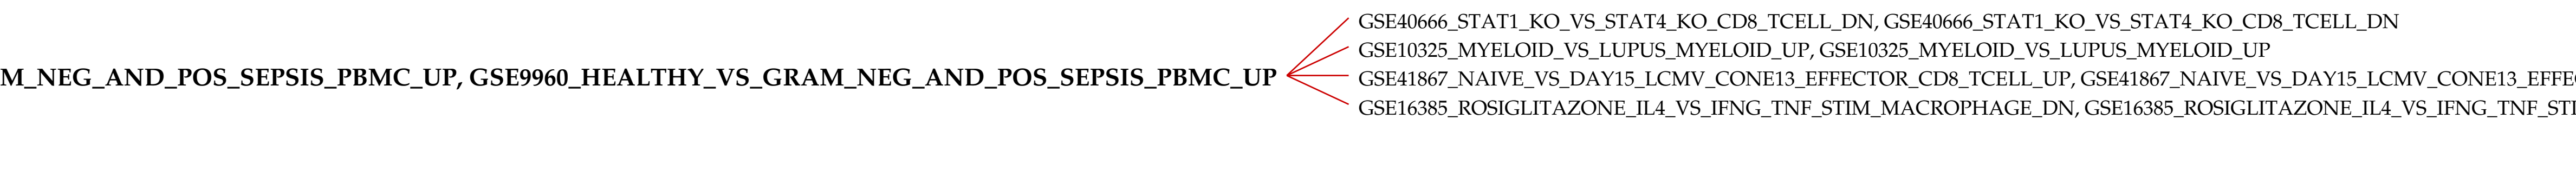 M_NEG_AND_POS_SEPSIS_PBMC_UP, GSE9960_HEALTHY_VS_GRAM_NEG_AND_POS_SEPSIS_PBMC_UP
GSE40666_STAT1_KO_VS_STAT4_KO_CD8_TCELL_DN, GSE40666_STAT1_KO_VS_STAT4_KO_CD8_TCELL_DN
GSE10325_MYELOID_VS_LUPUS_MYELOID_UP, GSE10325_MYELOID_VS_LUPUS_MYELOID_UP
GSE41867_NAIVE_VS_DAY15_LCMV_CONE13_EFFECTOR_CD8_TCELL_UP, GSE41867_NAIVE_VS_DAY15_LCMV_CONE13_EFFE
GSE16385_ROSIGLITAZONE_IL4_VS_IFNG_TNF_STIM_MACROPHAGE_DN, GSE16385_ROSIGLITAZONE_IL4_VS_IFNG_TNF_STI